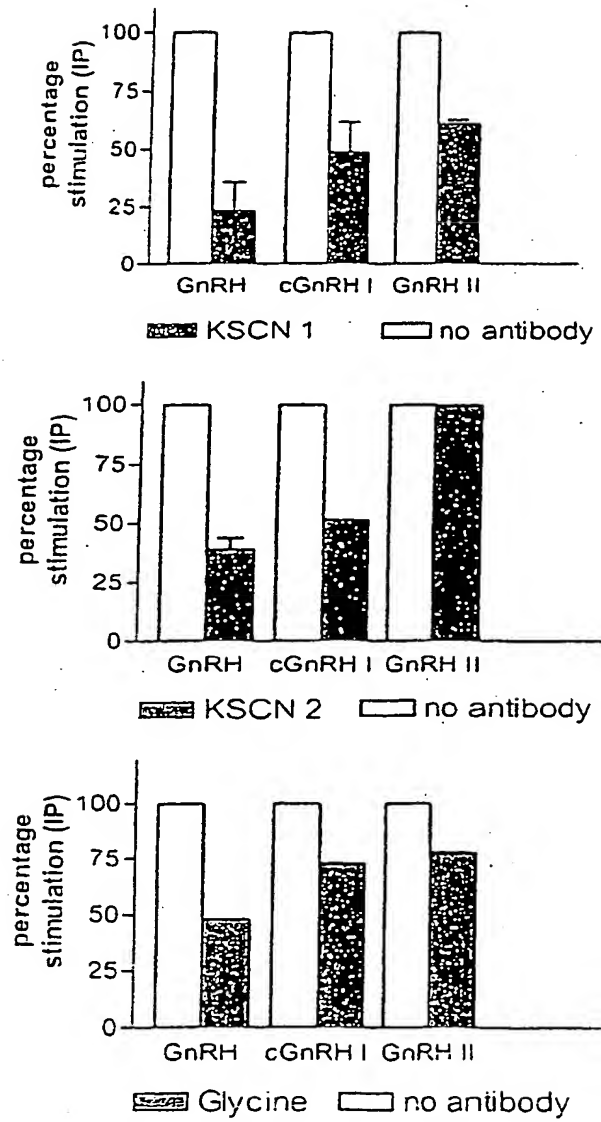 percentage
stimulation (IP)
100
75
50
25
0
GnRH cGnRH I GnRH II
KSCN 1 no antibody
percentage
stimulation (IP)
100
75
50
25
0
GnRH cGnRH I GnRH II
KSCN 2 no antibody
percentage
stimulation (IP)
100
75
50
25
0
GnRH cGnRH I GnRH II
Glycine no antibody